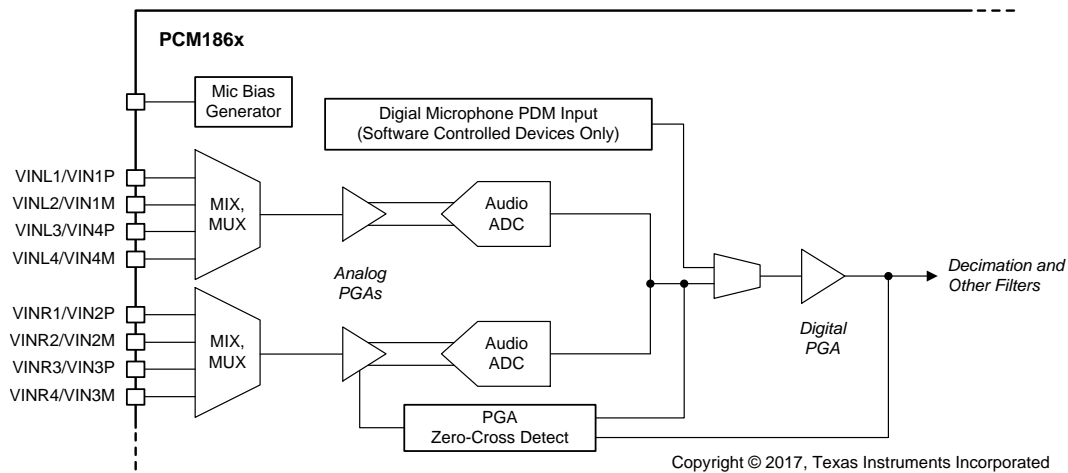 PCM186x
Mic Bias
Generator
Digial Microphone PDM Input
(Software Controlled Devices Only)
VINL1/VIN1P
VINL2/VIN1M
VINL3/VIN4P
VINL4/VIN4M
MIX,
MUX
Audio
ADC
Analog
PGAs
Decimation and
Other Filters
VINR1/VIN2P
VINR2/VIN2M
VINR3/VIN3P
VINR4/VIN3M
MIX,
MUX
Audio
ADC
Digital
PGA
PGA
Zero-Cross Detect
Copyright © 2017, Texas Instruments Incorporated